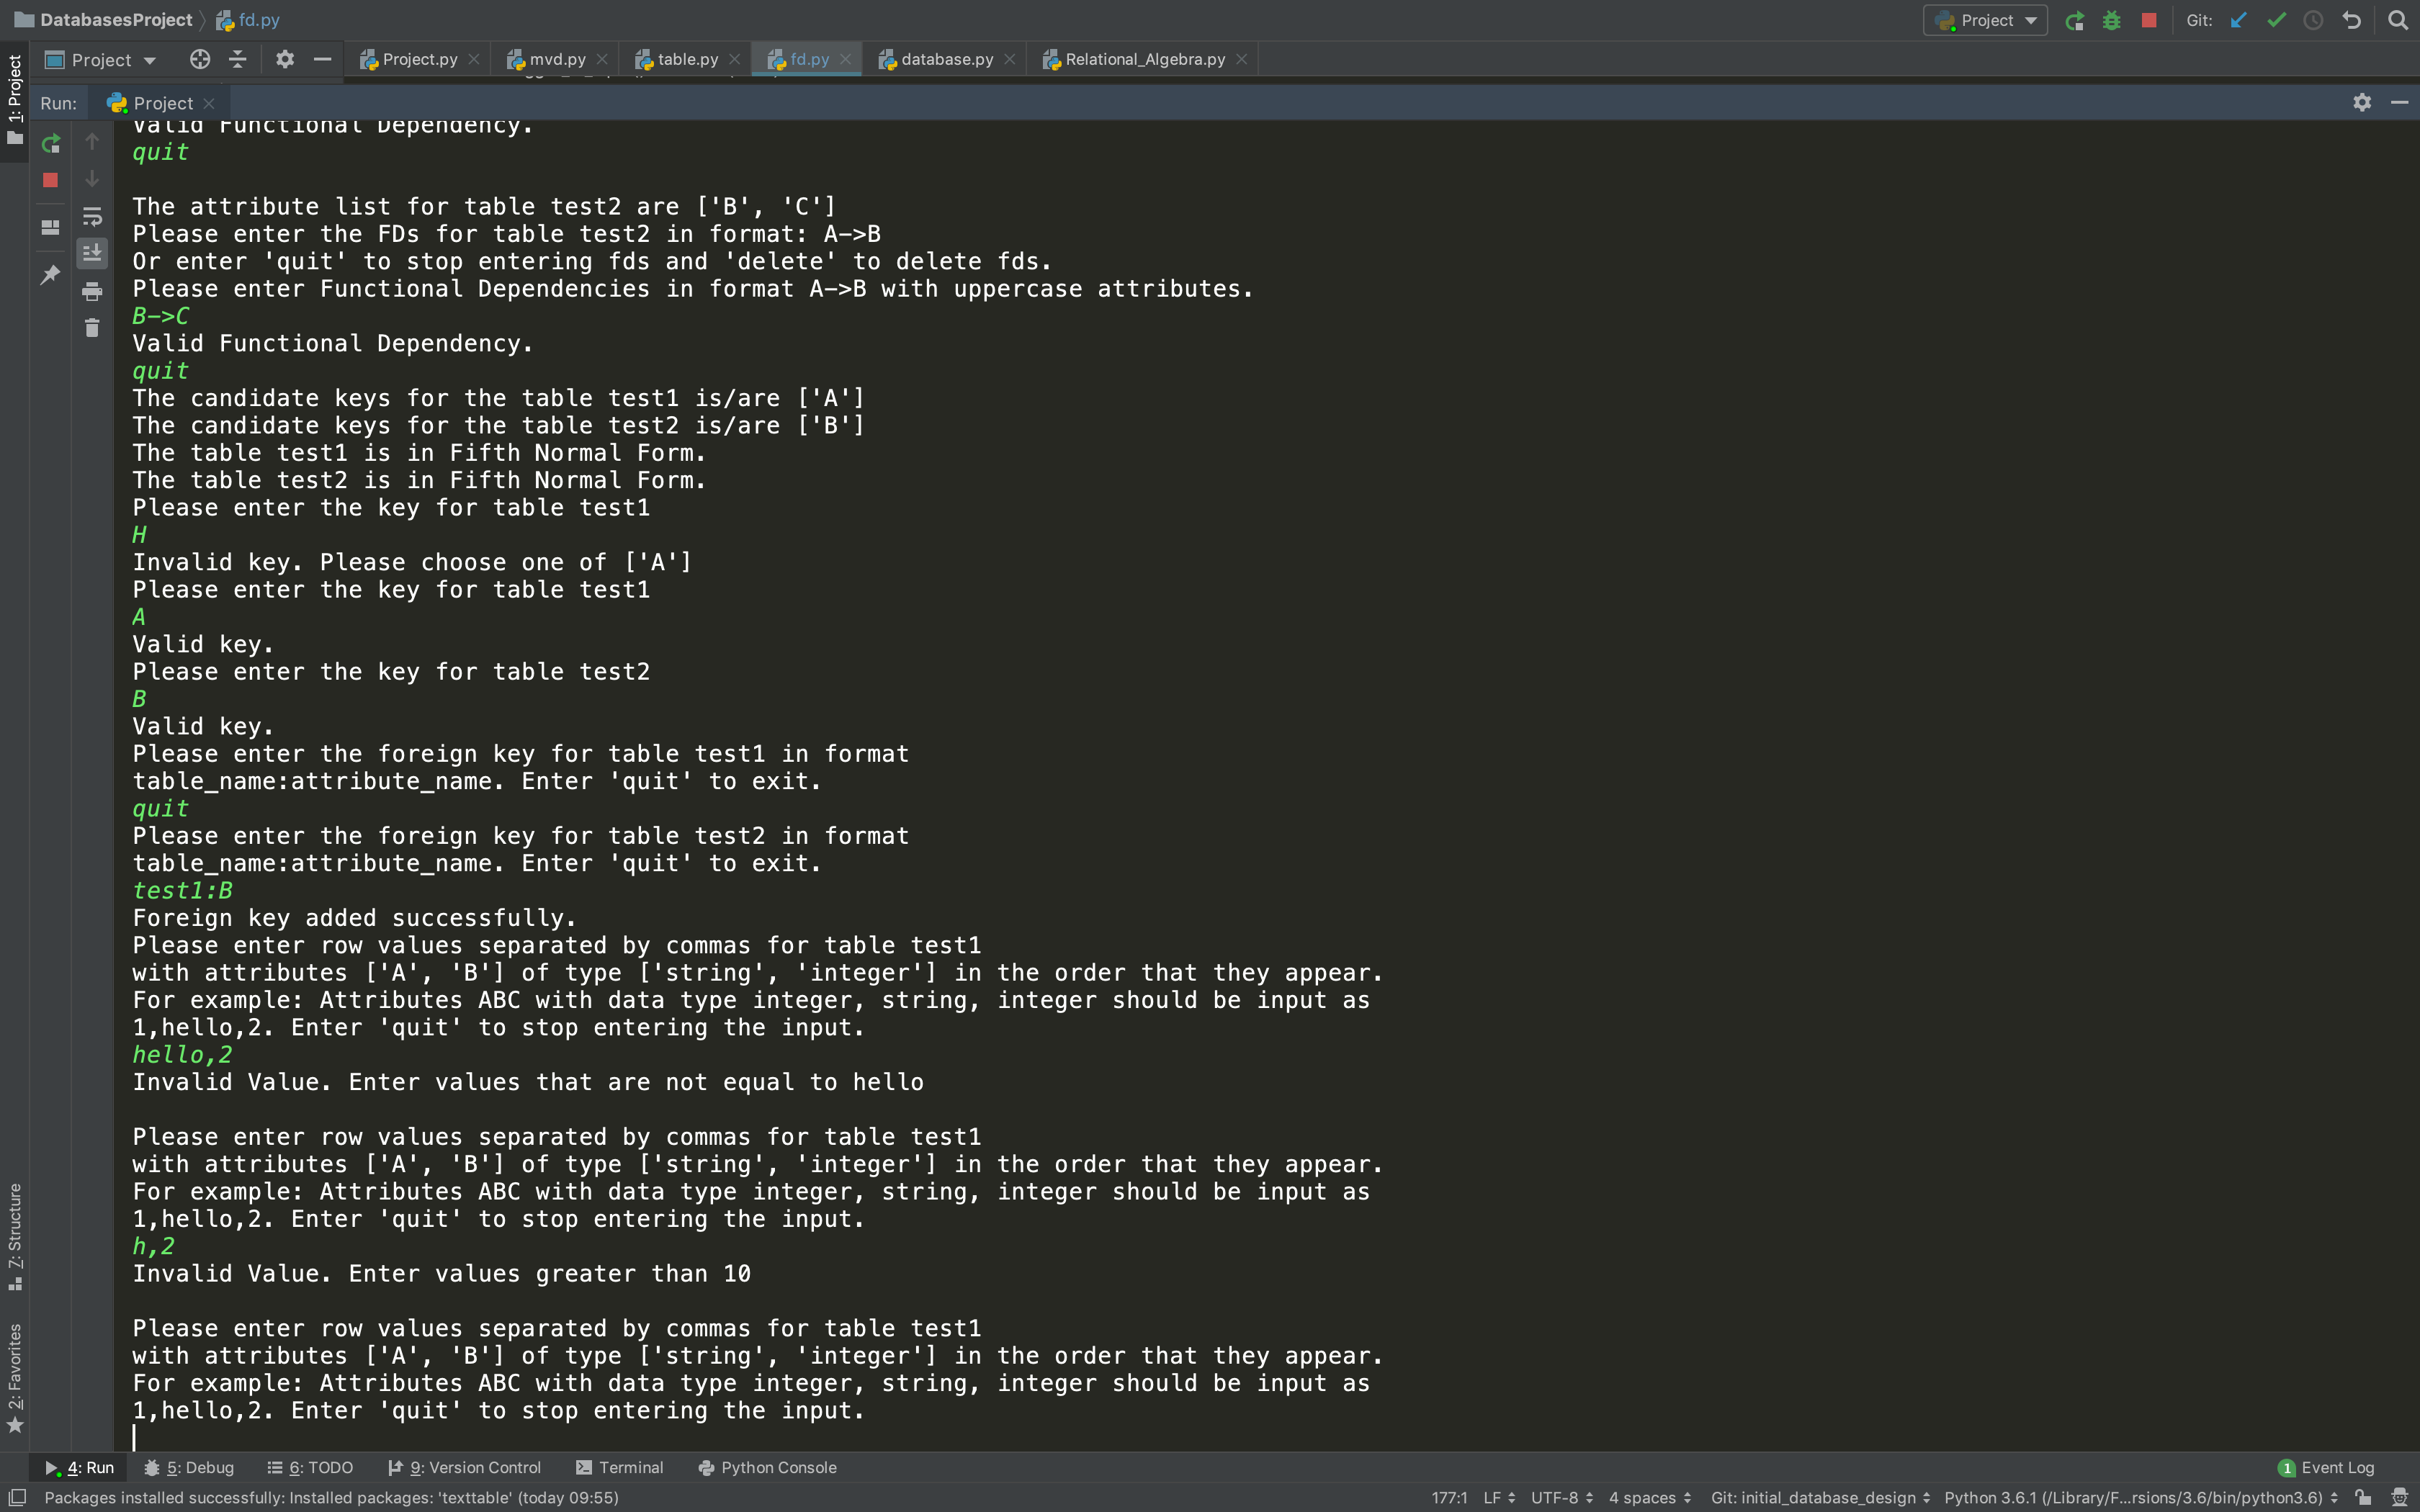 DatabasesProject
fd.py
Project
Git:
Project
Project.py
mvd.py
table.py
fd.py
database.py
Relational_Algebra.py
1: Project
Run:
Project
Valid Functional Dependency.
quit
The attribute list for table test2 are ['B', 'C']
Please enter the FDs for table test2 in format: A->B
Or enter 'quit' to stop entering fds and 'delete' to delete fds.
Please enter Functional Dependencies in format A->B with uppercase attributes.
B->C
Valid Functional Dependency.
quit
The candidate keys for the table test1 is/are ['A']
The candidate keys for the table test2 is/are ['B']
The table test1 is in Fifth Normal Form.
The table test2 is in Fifth Normal Form.
Please enter the key for table test1
H
Invalid key. Please choose one of ['A']
Please enter the key for table test1
A
Valid key.
Please enter the key for table test2
B
Valid key.
Please enter the foreign key for table test1 in format
table_name:attribute_name. Enter 'quit' to exit.
quit
Please enter the foreign key for table test2 in format
table_name:attribute_name. Enter 'quit' to exit.
test1:B
Foreign key added successfully.
Please enter row values separated by commas for table test1
with attributes ['A', 'B'] of type ['string', 'integer'] in the order that they appear.
For example: Attributes ABC with data type integer, string, integer should be input as
1,hello,2. Enter 'quit' to stop entering the input.
hello,2
Invalid Value. Enter values that are not equal to hello
Please enter row values separated by commas for table test1
with attributes ['A', 'B'] of type ['string', 'integer'] in the order that they appear.
For example: Attributes ABC with data type integer, string, integer should be input as
1,hello,2. Enter 'quit' to stop entering the input.
h,2
Invalid Value. Enter values greater than 10
Please enter row values separated by commas for table test1
with attributes ['A', 'B'] of type ['string', 'integer'] in the order that they appear.
For example: Attributes ABC with data type integer, string, integer should be input as
1,hello,2. Enter 'quit' to stop entering the input.
7: Structure
2: Favorites
4: Run
5: Debug
6: TODO
9: Version Control
Terminal
Python Console
1 Event Log
Packages installed successfully: Installed packages: 'texttable' (today 09:55)
177:1
LF
UTF-8
4 spaces
Git: initial_database_design
Python 3.6.1 (/Library/F...rsions/3.6/bin/python3.6)